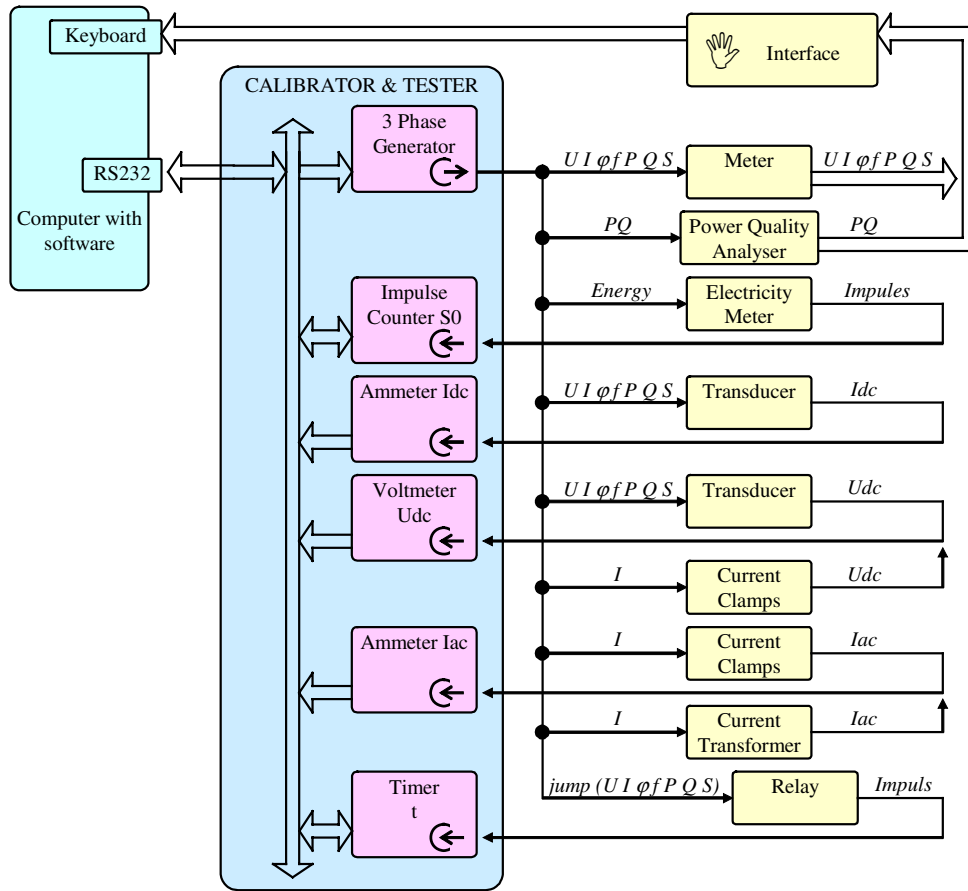 Keyboard
Interface
CALIBRATOR & TESTER
3 Phase
Generator
U I φ f P Q S
Meter
U I φ f P Q S
RS232
Computer with
software
PQ
Power Quality
Analyser
PQ
Impulse
Counter S0
Energy
Electricity
Meter
Impules
Ammeter Idc
U I φ f P Q S
Transducer
Idc
Voltmeter
Udc
U I φ f P Q S
Transducer
Udc
I
Current
Clamps
Udc
Ammeter Iac
I
Current
Clamps
Iac
I
Current
Transformer
Iac
Timer
t
jump (U I φ f P Q S)
Relay
Impuls